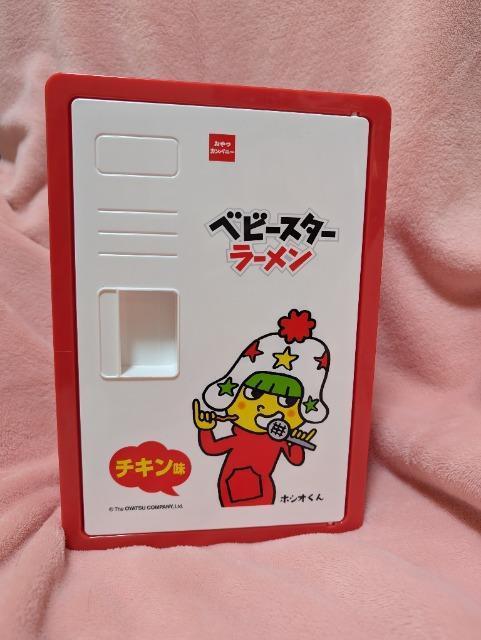 おやつ
カンパニー
ベビースター
ラーメン
チキン味
ホシオくん
© The OYATSU COMPANY, Ltd.